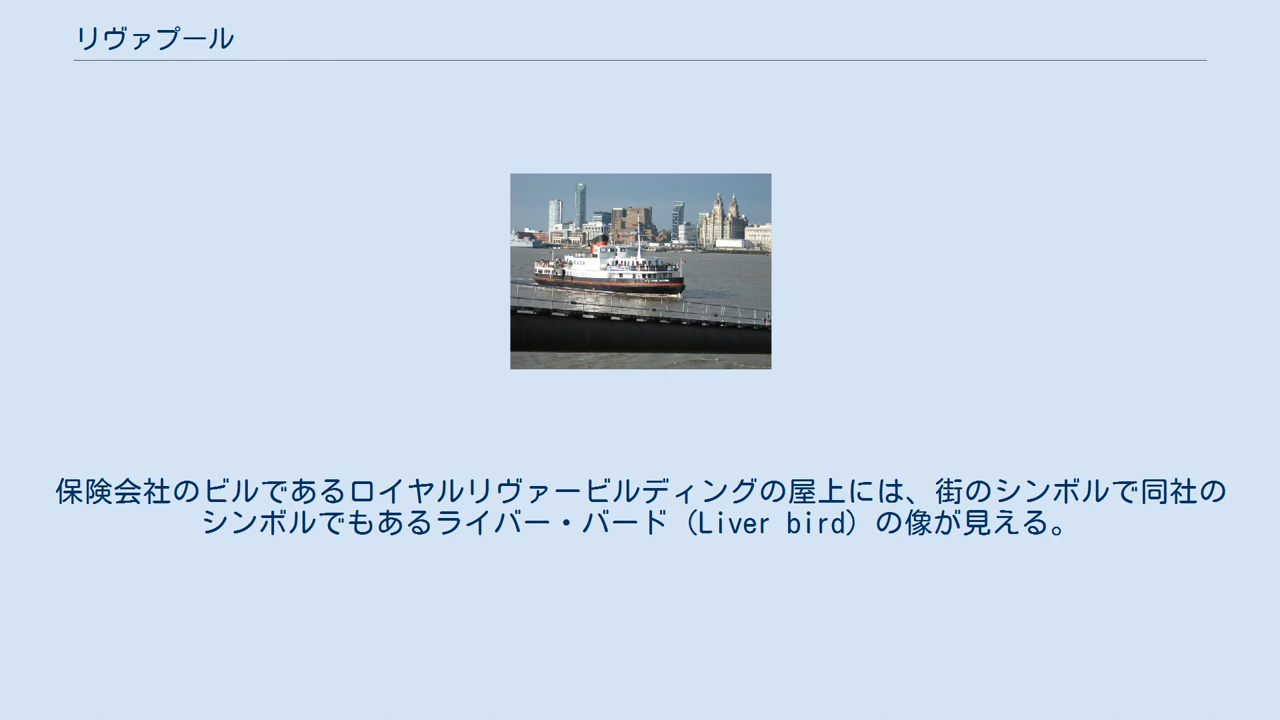 リヴァプール
保険会社のビルであるロイヤルリヴァービルディングの屋上には、街のシンボルで同社の
シンボルでもあるライバー・バード（Liver bird）の像が見える。